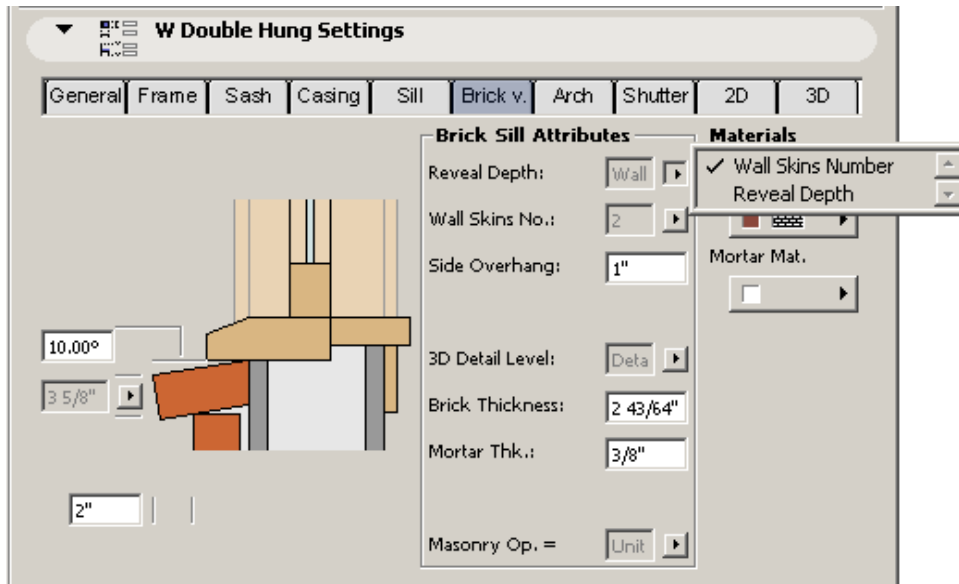 W Double Hung Settings
General Frame Sash Casing Sill Brick v. Arch Shutter 2D 3D
Brick Sill Attributes
Reveal Depth: Wall
Wall Skins No.: 2
Side Overhang: 1"
3D Detail Level: Deta
Brick Thickness: 2 43/64"
Mortar Thk.: 3/8"
Masonry Op. = Unit
Materials
✓ Wall Skins Number
Reveal Depth
Mortar Mat.
10.00°
3 5/8"
2"